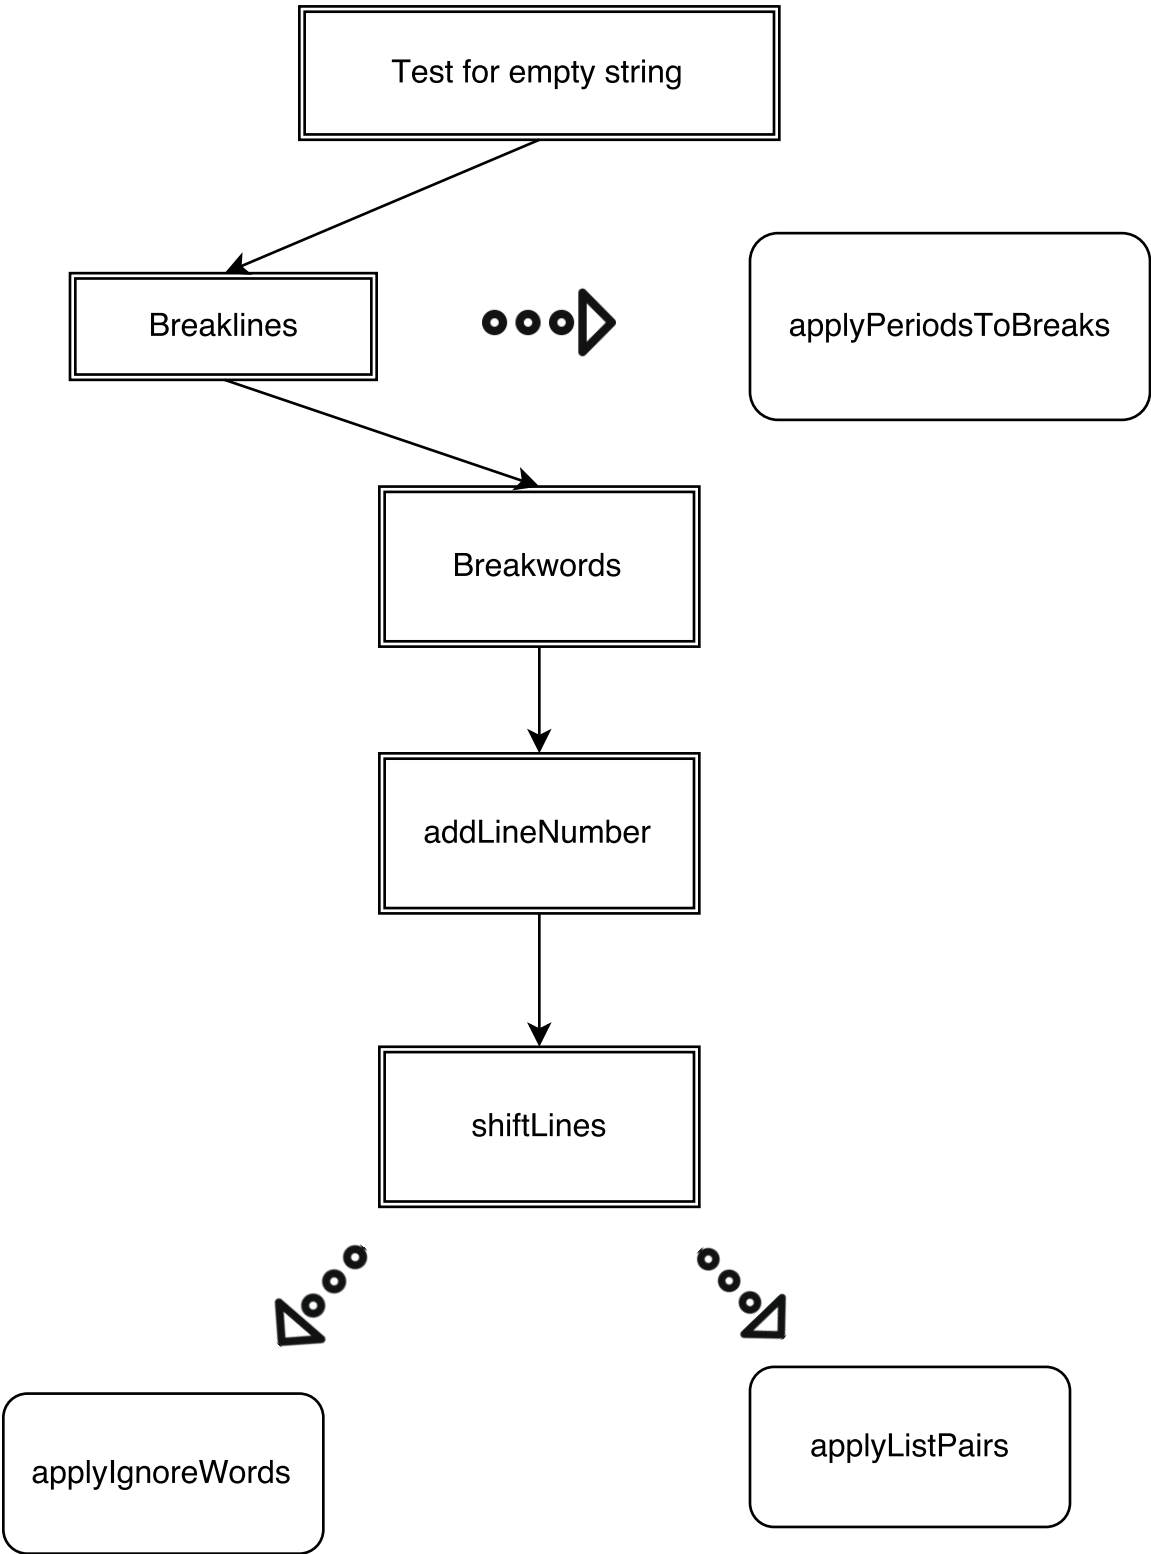 Test for empty string
Breaklines
applyPeriodsToBreaks
Breakwords
addLineNumber
shiftLines
applyIgnoreWords
applyListPairs